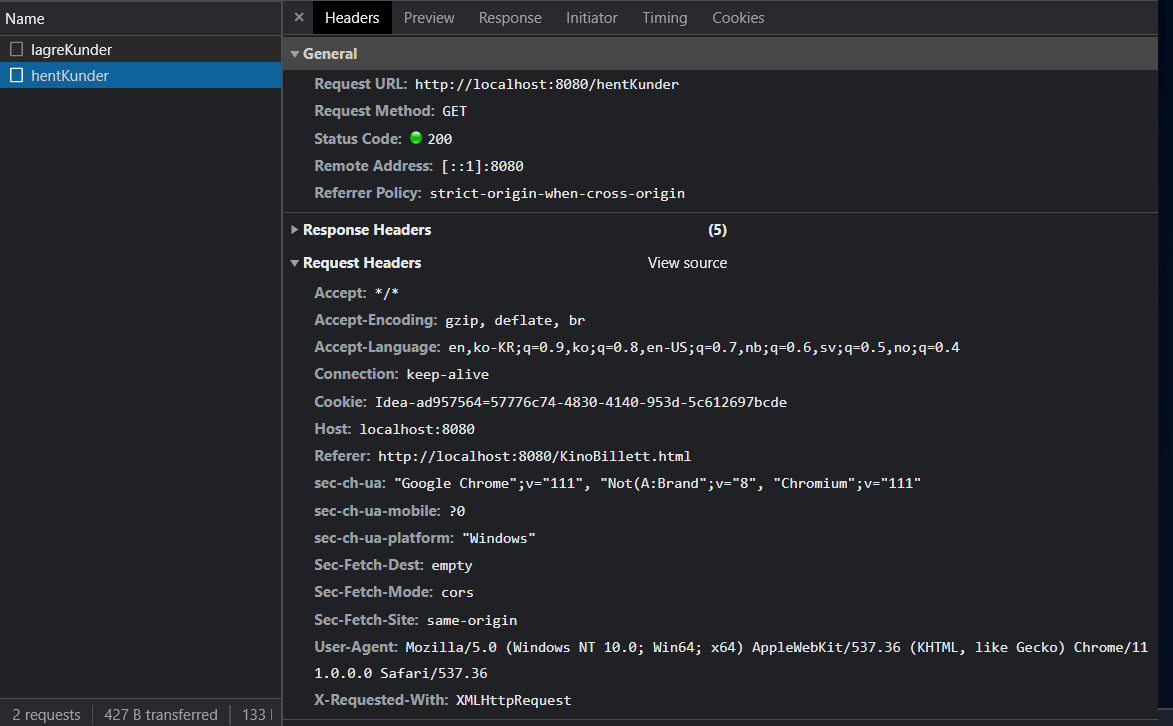 Name
lagreKunder
hentKunder
2 requests 427 B transferred 133
× Headers Preview Response Initiator Timing Cookies
General
Request URL: http://localhost:8080/hentKunder
Request Method: GET
Status Code: 200
Remote Address: [::1]:8080
Referrer Policy: strict-origin-when-cross-origin
Response Headers (5)
Request Headers View source
Accept: */*
Accept-Encoding: gzip, deflate, br
Accept-Language: en,ko-KR;q=0.9,ko;q=0.8,en-US;q=0.7,nb;q=0.6,sv;q=0.5,no;q=0.4
Connection: keep-alive
Cookie: Idea-ad957564=57776c74-4830-4140-953d-5c612697bcde
Host: localhost:8080
Referer: http://localhost:8080/KinoBillett.html
sec-ch-ua: "Google Chrome";v="111", "Not(A:Brand";v="8", "Chromium";v="111"
sec-ch-ua-mobile: ?0
sec-ch-ua-platform: "Windows"
Sec-Fetch-Dest: empty
Sec-Fetch-Mode: cors
Sec-Fetch-Site: same-origin
User-Agent: Mozilla/5.0 (Windows NT 10.0; Win64; x64) AppleWebKit/537.36 (KHTML, like Gecko) Chrome/11
1.0.0.0 Safari/537.36
X-Requested-With: XMLHttpRequest